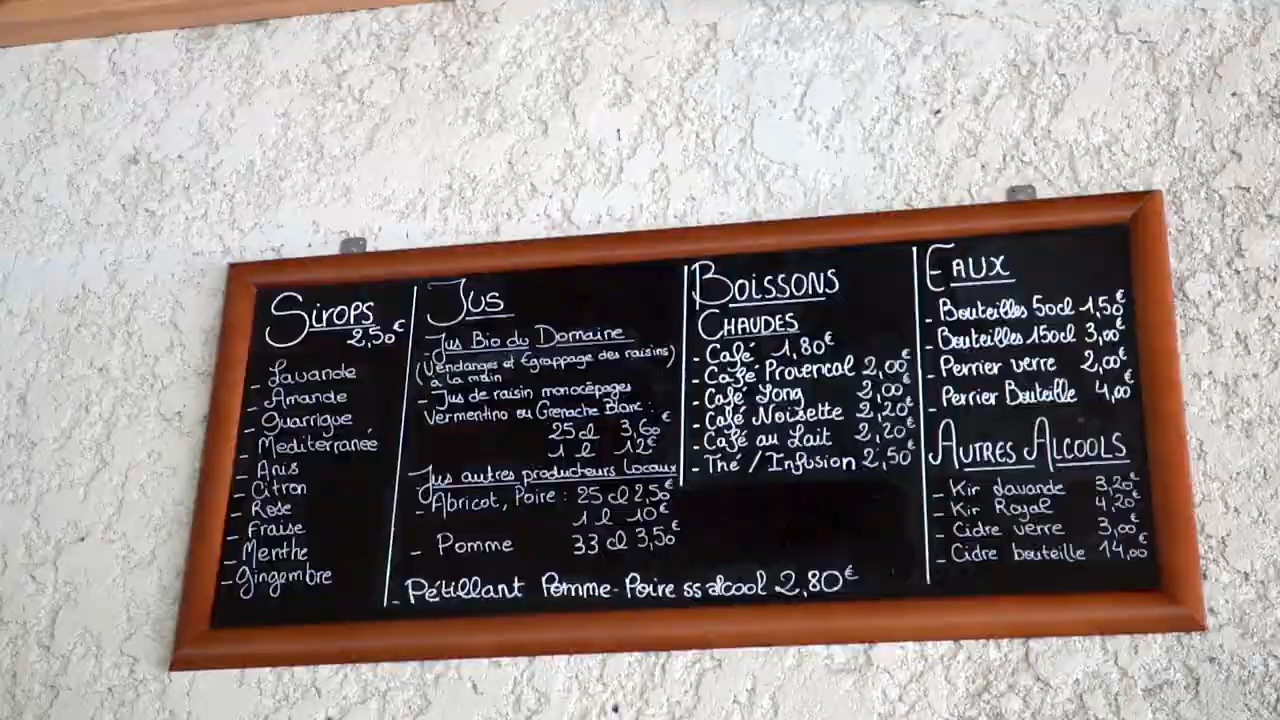 Sirops
2,50€
- Lavande
- Amande
- Guarrigue
- Mediterranée
- Anis
- Citron
- Rose
- Fraise
- Menthe
- Gingembre
Jus
- Jus Bio du Domaine
(Vendanges et Egrappage des raisins)
à la main
- Jus de raisin monocépages
Vermentino ou Grenache Blanc :
25 cl 3,60€
1 l 12€
Jus autres producteurs locaux
- Abricot, Poire : 25 cl 2,50€
1 l 10€
- Pomme 33 cl 3,50€
- Pétillant Pomme-Poire ss alcool 2,80€
BOISSONS
CHAUDES
- Café 1,80€
- Café Provençal 2,00€
- Café Long 2,00€
- Café Noisette 2,20€
- Café au Lait 2,20€
- Thé / Infusion 2,50€
EAUX
- Bouteilles 50cl 1,50€
- Bouteilles 150cl 3,00€
- Perrier verre 2,00€
- Perrier Bouteille 4,00€
AUTRES ALCOOLS
- Kir Lavande 3,20€
- Kir Royal 4,20€
- Cidre verre 3,00€
- Cidre bouteille 14,00€